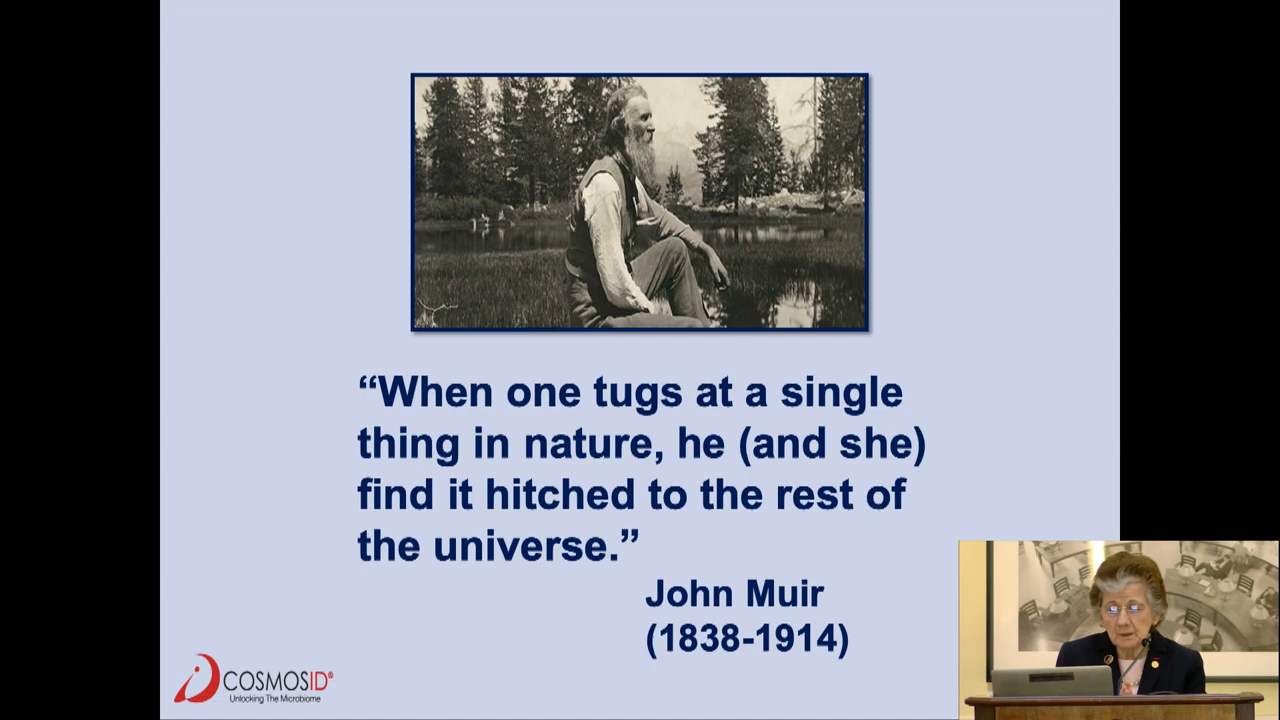 “When one tugs at a single
thing in nature, he (and she)
find it hitched to the rest of
the universe.”
John Muir
(1838-1914)
COSMOSID®
Unlocking The Microbiome